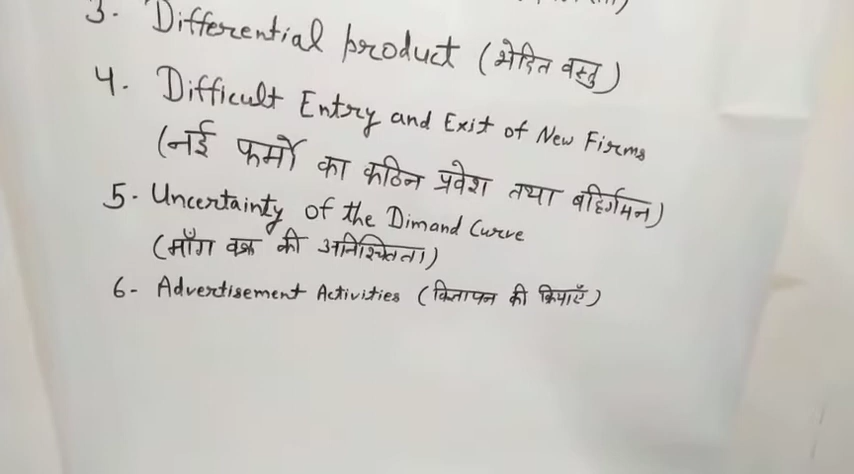 3. Differential product (भेदित वस्तु)
4. Difficult Entry and Exit of New Firms
(नई फर्मो का कठिन प्रवेश तथा बहिर्गमन)
5- Uncertainty of the Dimand Curve
(माँग वक्र की अनिश्चितता।)
6- Advertisement Activities (विज्ञापन की क्रियाएँ)